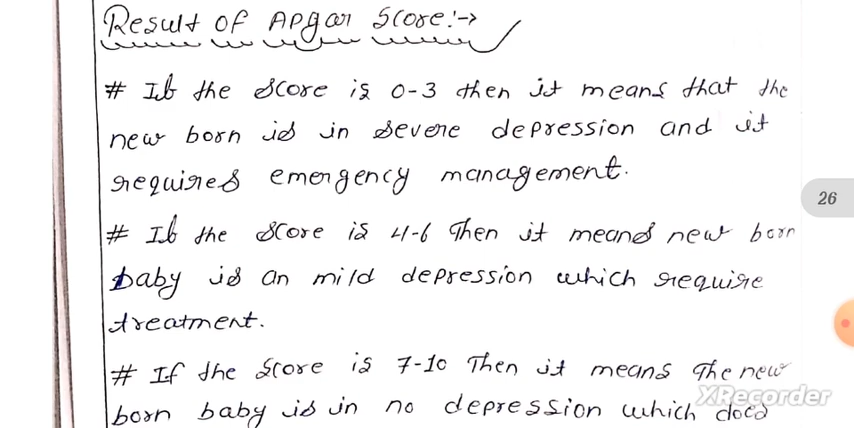 Result of Apgar Score:→
# If the score is 0-3 then it means that the
new born is in severe depression and it
requires emergency management.
26
# If the score is 4-6 Then it means new born
baby is an mild depression which require
treatment.
# If the score is 7-10 Then it means The new
XRecorder
born baby is in no depression which does